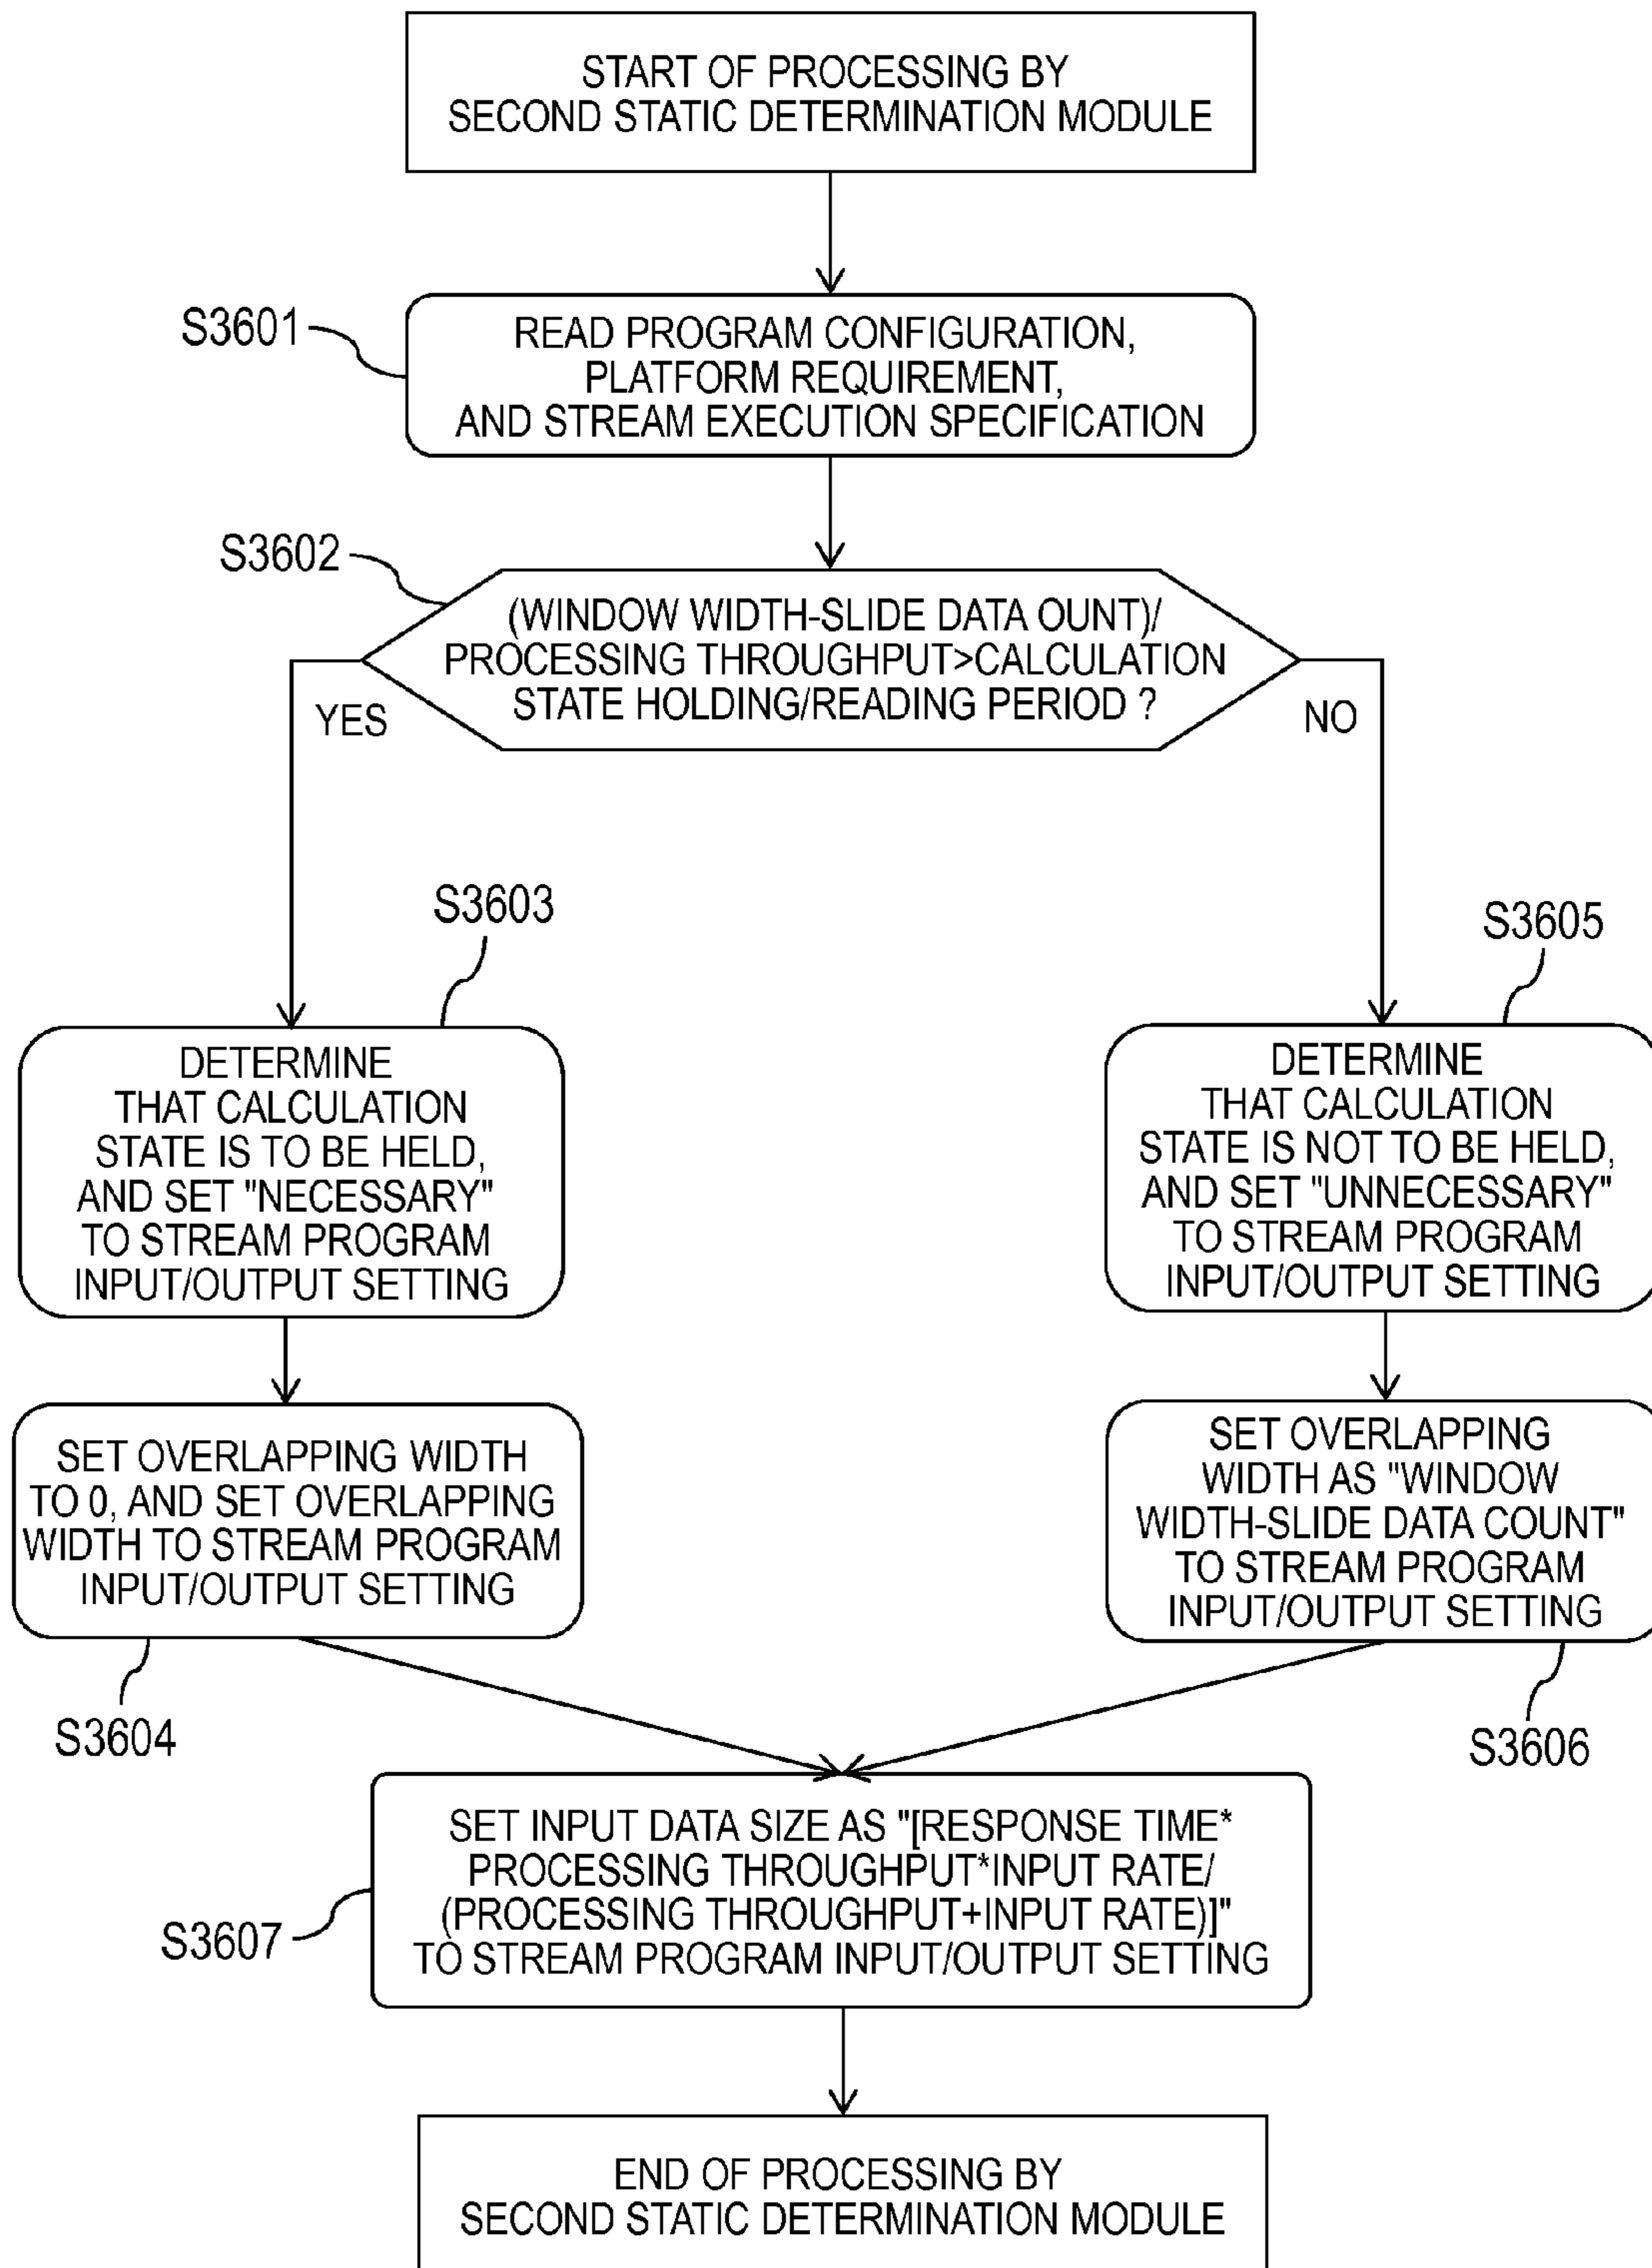 START OF PROCESSING BY
SECOND STATIC DETERMINATION MODULE
S3601
READ PROGRAM CONFIGURATION,
PLATFORM REQUIREMENT,
AND STREAM EXECUTION SPECIFICATION
S3602
(WINDOW WIDTH-SLIDE DATA OUNT)/
PROCESSING THROUGHPUT>CALCULATION
STATE HOLDING/READING PERIOD ?
YES
NO
S3603
DETERMINE
THAT CALCULATION
STATE IS TO BE HELD,
AND SET "NECESSARY"
TO STREAM PROGRAM
INPUT/OUTPUT SETTING
S3605
DETERMINE
THAT CALCULATION
STATE IS NOT TO BE HELD,
AND SET "UNNECESSARY"
TO STREAM PROGRAM
INPUT/OUTPUT SETTING
SET OVERLAPPING WIDTH
TO 0, AND SET OVERLAPPING
WIDTH TO STREAM PROGRAM
INPUT/OUTPUT SETTING
S3604
SET OVERLAPPING
WIDTH AS "WINDOW
WIDTH-SLIDE DATA COUNT"
TO STREAM PROGRAM
INPUT/OUTPUT SETTING
S3606
SET INPUT DATA SIZE AS "[RESPONSE TIME*
PROCESSING THROUGHPUT*INPUT RATE/
(PROCESSING THROUGHPUT+INPUT RATE)]"
TO STREAM PROGRAM INPUT/OUTPUT SETTING
S3607
END OF PROCESSING BY
SECOND STATIC DETERMINATION MODULE